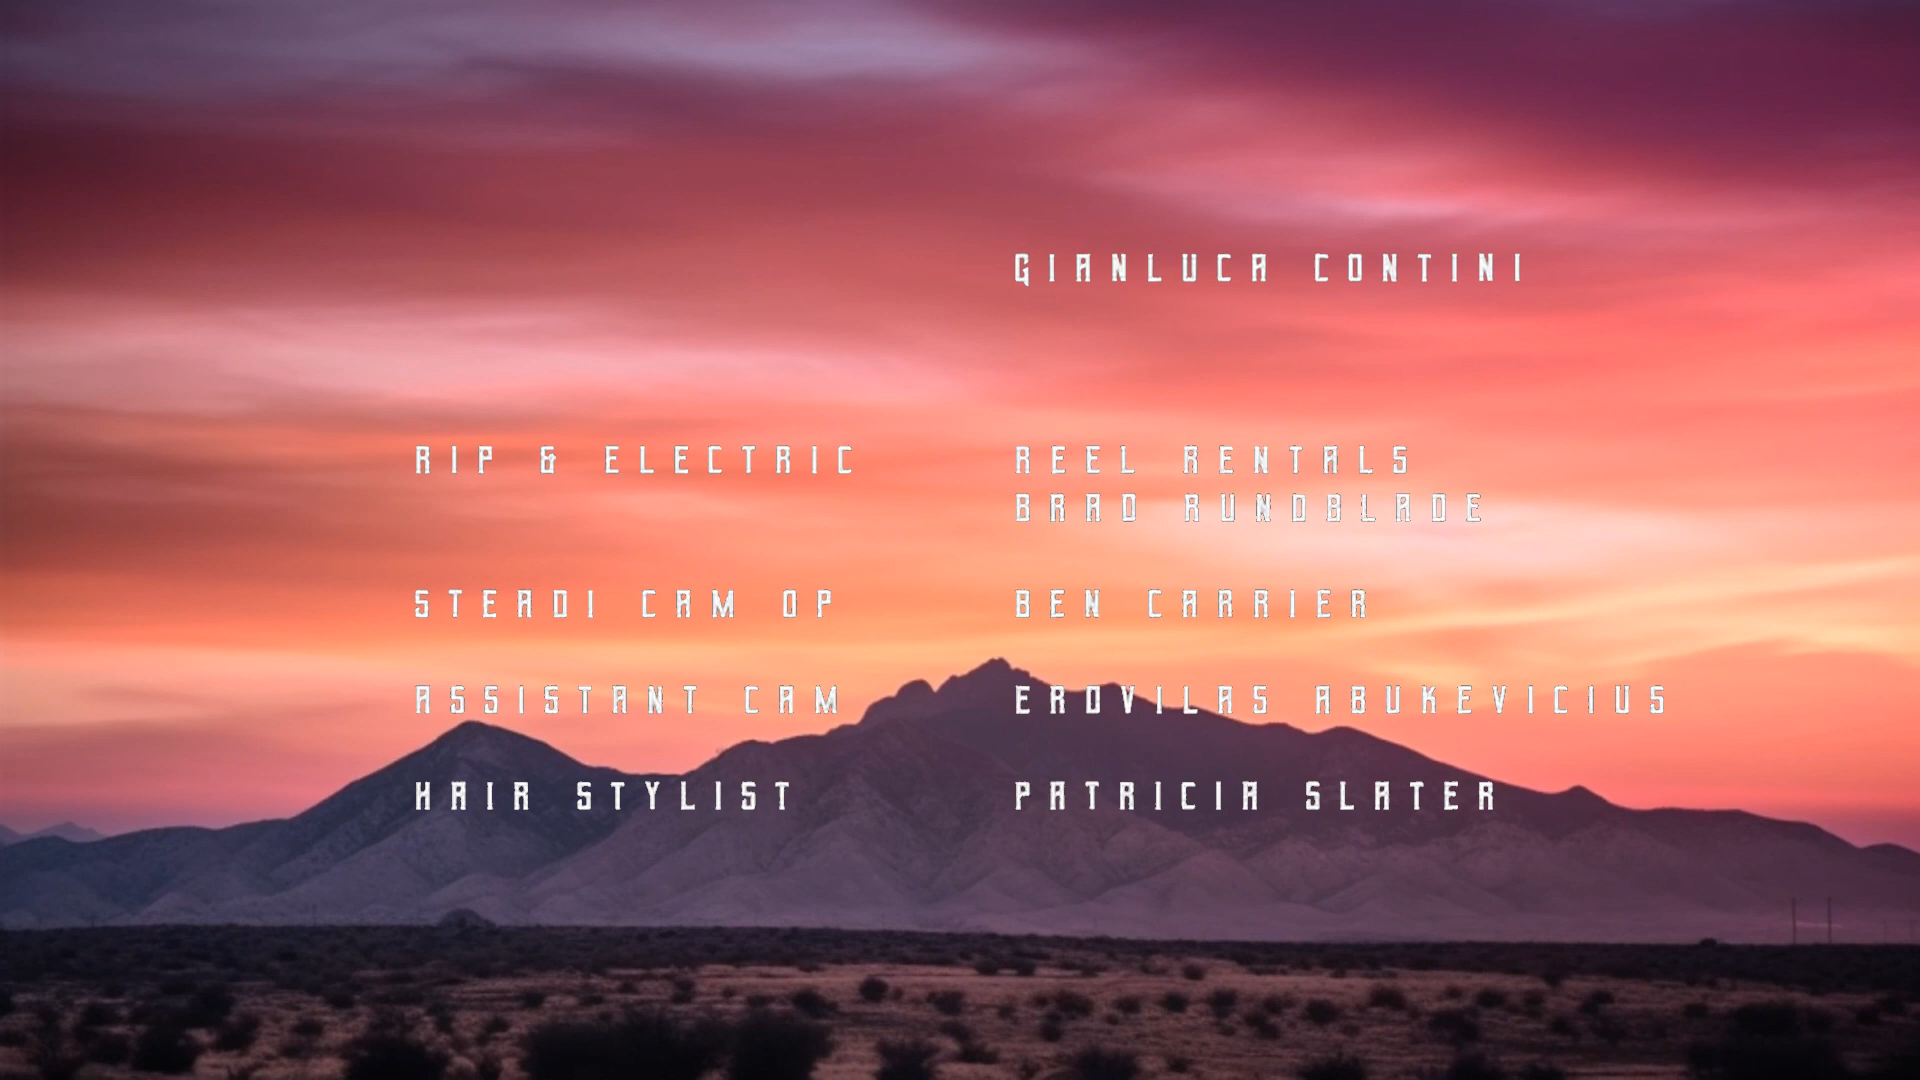 GIANLUCA CONTINI
RIP & ELECTRIC REEL RENTALS
BRAD RUNDBLADE
STEADI CAM OP BEN CARRIER
ASSISTANT CAM ERDVILAS ABUKEVICIUS
HAIR STYLIST PATRICIA SLATER